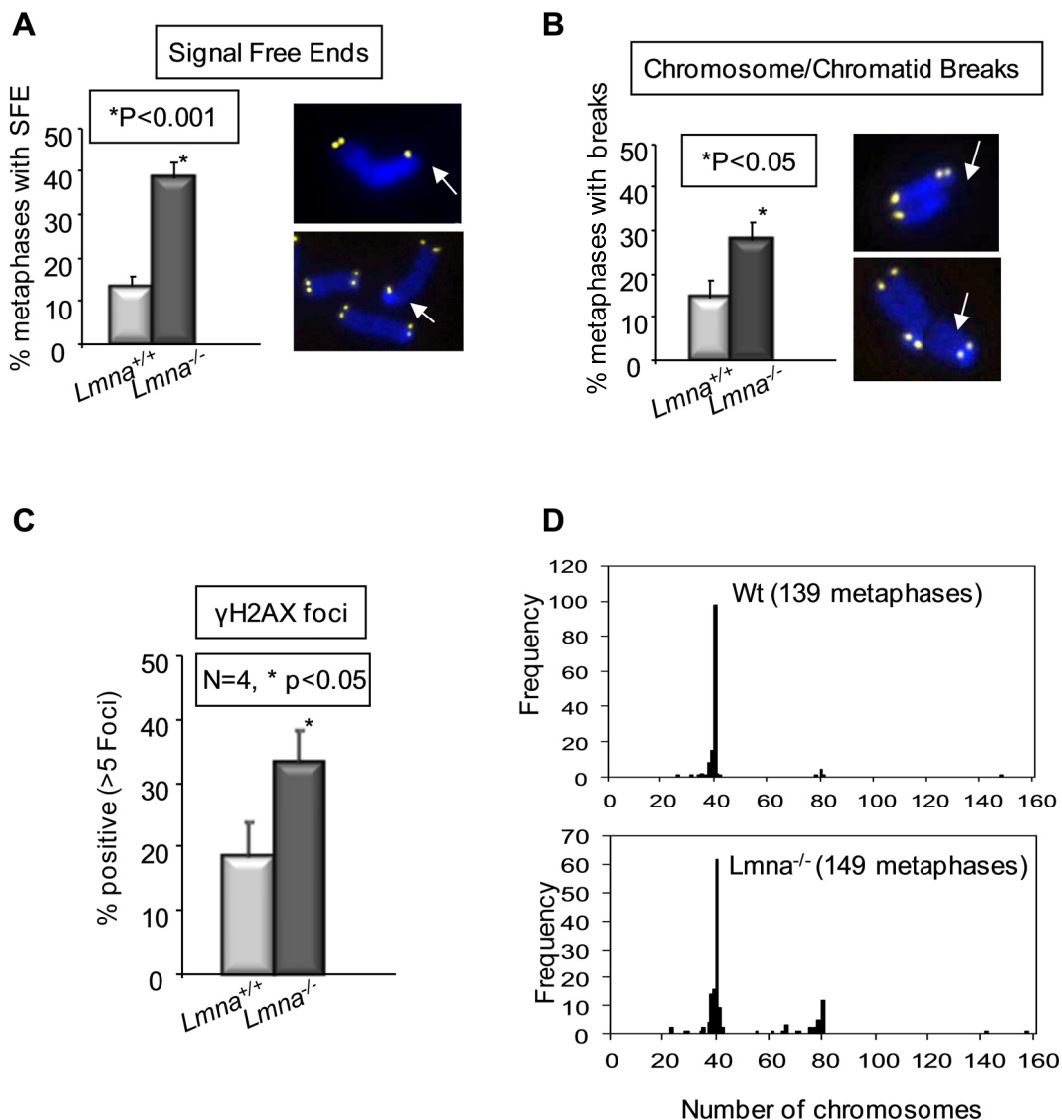 A
Signal Free Ends
*P<0.001
% metaphases with SFE
50
40
30
20
10
0
*
Lmna+/+
Lmna-/-
B
Chromosome/Chromatid Breaks
*P<0.05
% metaphases with breaks
50
40
30
20
10
0
*
Lmna+/+
Lmna-/-
C
γH2AX foci
N=4, * p<0.05
% positive (>5 Foci)
50
40
30
20
10
0
*
Lmna+/+
Lmna-/-
D
Wt (139 metaphases)
Frequency
120
100
80
60
40
20
0
0 20 40 60 80 100 120 140 160
Lmna-/- (149 metaphases)
Frequency
70
60
50
40
30
20
10
0
0 20 40 60 80 100 120 140 160
Number of chromosomes